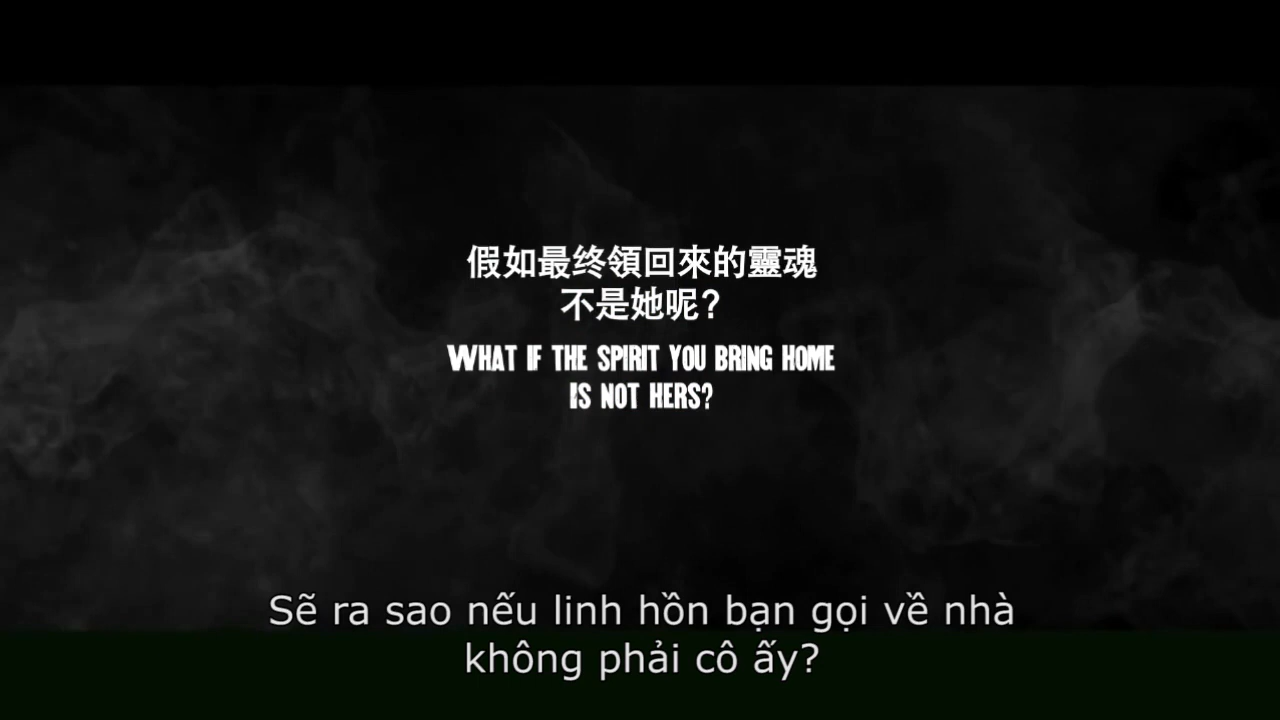 假如最终領回來的靈魂
不是她呢？
WHAT IF THE SPIRIT YOU BRING HOME
IS NOT HERS?
Sẽ ra sao nếu linh hồn bạn gọi về nhà
không phải cô ấy?